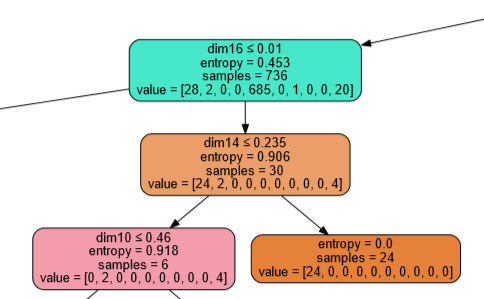 dim16 ≤ 0.01
entropy = 0.453
samples = 736
value = [28, 2, 0, 0, 685, 0, 1, 0, 0, 20]
dim14 ≤ 0.235
entropy = 0.906
samples = 30
value = [24, 2, 0, 0, 0, 0, 0, 0, 0, 4]
dim10 ≤ 0.46
entropy = 0.918
samples = 6
value = [0, 2, 0, 0, 0, 0, 0, 0, 0, 4]
entropy = 0.0
samples = 24
value = [24, 0, 0, 0, 0, 0, 0, 0, 0, 0]